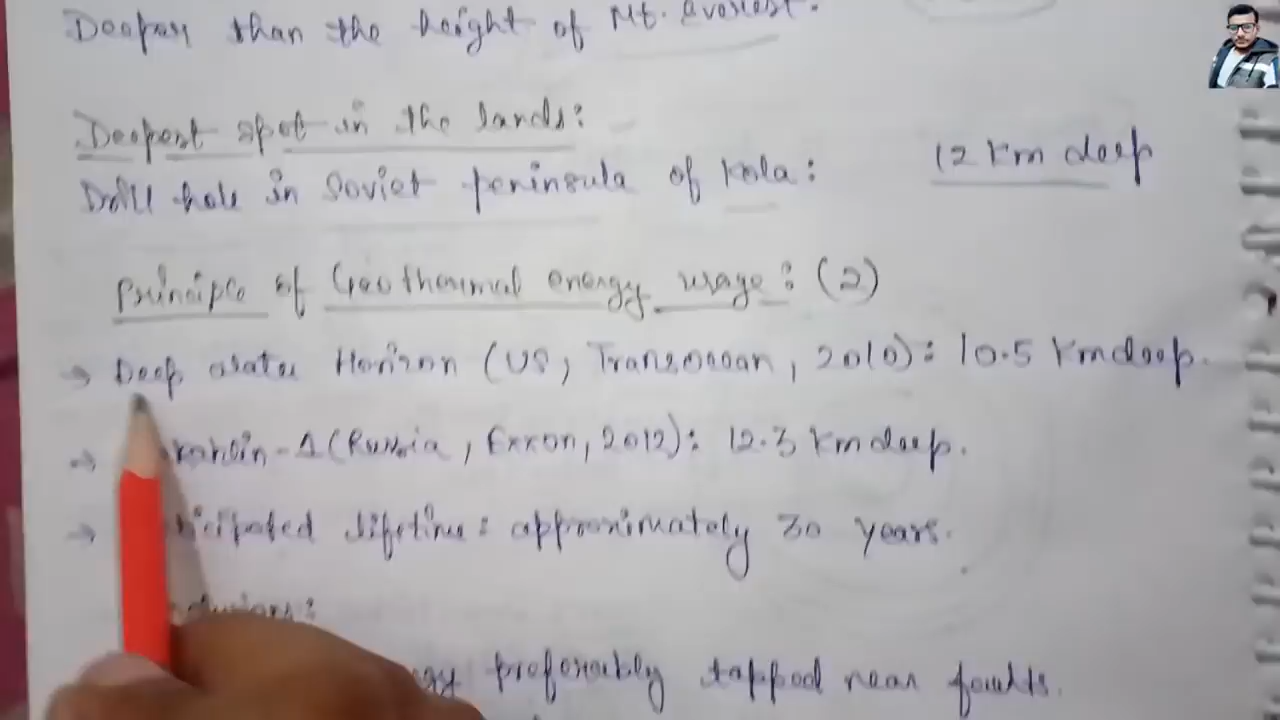 Deeper than the height of Mt. Everest.
Deepest spot in the lands:
Drill hole in Soviet peninsula of Kola: 12 Km deep
Principle of Geothermal energy usage: (2)
→ Deep water Horizon (US, Transocean, 2010): 10.5 Km deep.
→ (Russia, Exxon, 2012): 12.3 Km deep.
→ lifetime: approximately 30 years.
preferably tapped near faults.